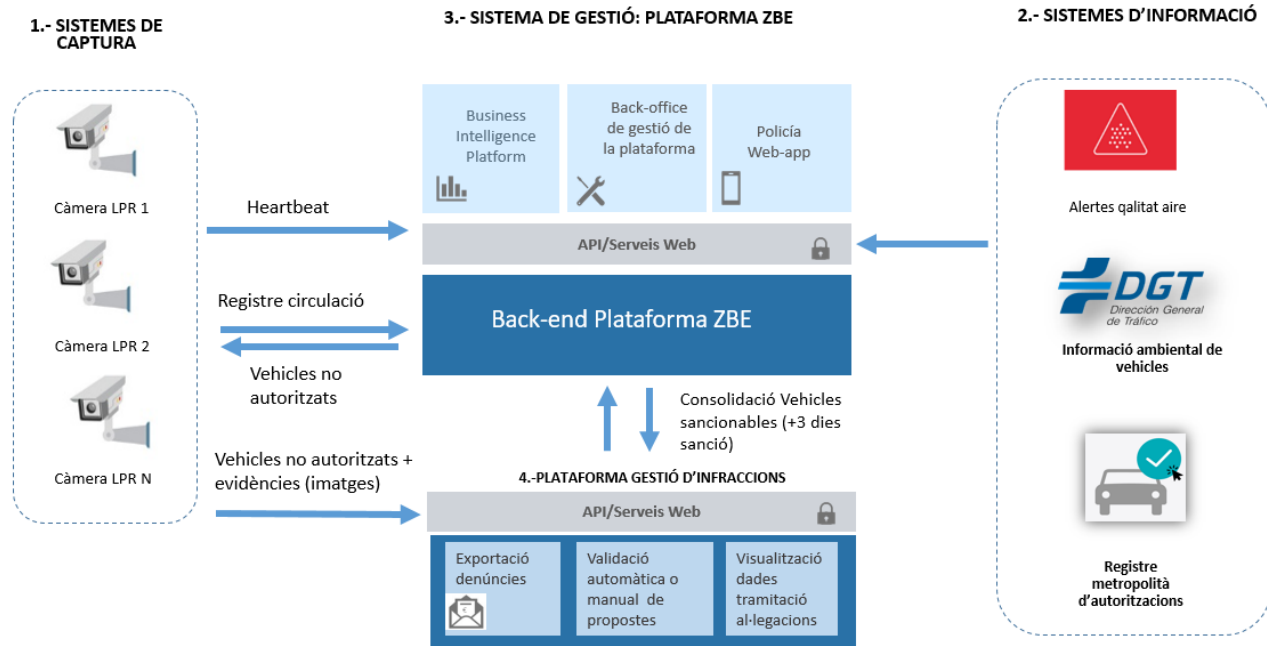 1.- SISTEMES DE
CAPTURA
Càmera LPR 1
Càmera LPR 2
Càmera LPR N
Heartbeat
Registre circulació
Vehicles no
autoritzats
Vehicles no autoritzats +
evidències (imatges)
3.- SISTEMA DE GESTIÓ: PLATAFORMA ZBE
Business
Intelligence
Platform
Back-office
de gestió de
la plataforma
Policía
Web-app
API/Serveis Web
Back-end Plataforma ZBE
Consolidació Vehicles
sancionables (+3 dies
sanció)
4.-PLATAFORMA GESTIÓ D'INFRACCIONS
API/Serveis Web
Exportació
denúncies
€
Validació
automàtica o
manual de
propostes
Visualització
dades
tramitació
al·legacions
2.- SISTEMES D'INFORMACIÓ
Alertes qalitat aire
DGT
Dirección General
de Tráfico
Informació ambiental de
vehicles
Registre
metropolità
d'autoritzacions